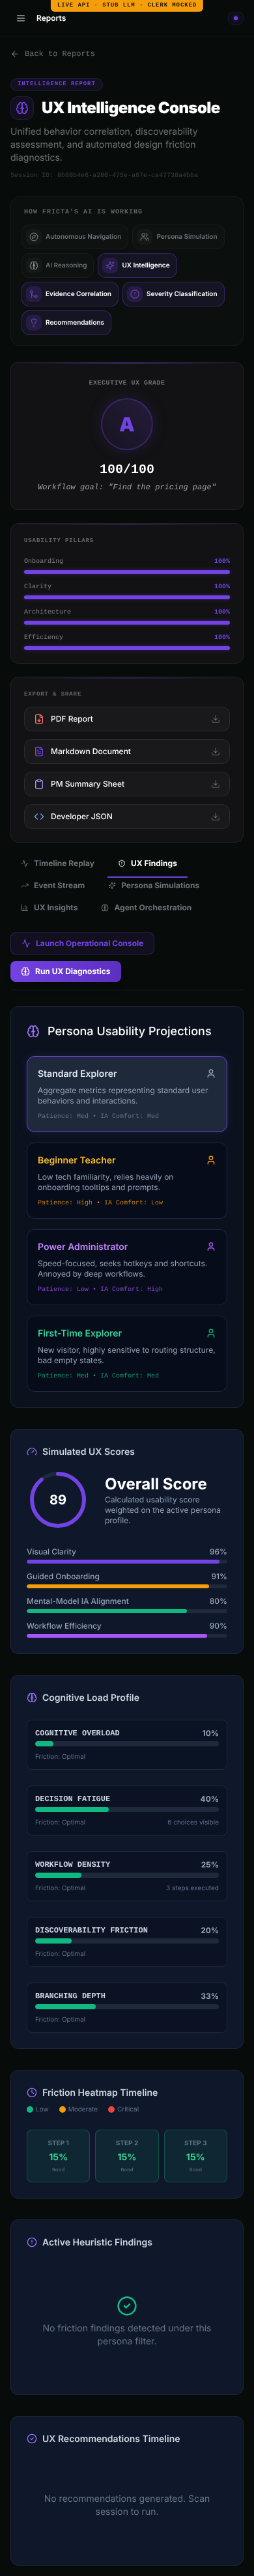 LIVE API · STUB LLM · CLERK MOCKED
Reports
Back to Reports
INTELLIGENCE REPORT
UX Intelligence Console
Unified behavior correlation, discoverability
assessment, and automated design friction
diagnostics.
HOW FRICTA'S AI IS WORKING
Autonomous Navigation
Persona Simulation
AI Reasoning
UX Intelligence
Evidence Correlation
Severity Classification
Recommendations
EXECUTIVE UX GRADE
A
100/100
Workflow goal: "Find the pricing page"
USABILITY PILLARS
Onboarding 100%
Clarity 100%
Architecture 100%
Efficiency 100%
EXPORT & SHARE
PDF Report
Markdown Document
PM Summary Sheet
Developer JSON
Timeline Replay
UX Findings
Event Stream
Persona Simulations
UX Insights
Agent Orchestration
Launch Operational Console
Run UX Diagnostics
Persona Usability Projections
Standard Explorer
Aggregate metrics representing standard user
behaviors and interactions.
Patience: Med • IA Comfort: Med
Beginner Teacher
Low tech familiarity, relies heavily on
onboarding tooltips and prompts.
Patience: High • IA Comfort: Low
Power Administrator
Speed-focused, seeks hotkeys and shortcuts.
Annoyed by deep workflows.
Patience: Low • IA Comfort: High
First-Time Explorer
New visitor, highly sensitive to routing structure,
bad empty states.
Patience: Med • IA Comfort: Med
Simulated UX Scores
89
Overall Score
Calculated usability score
weighted on the active persona
profile.
Visual Clarity 96%
Guided Onboarding 91%
Mental-Model IA Alignment 80%
Workflow Efficiency 90%
Cognitive Load Profile
COGNITIVE OVERLOAD 10%
Friction: Optimal
DECISION FATIGUE 40%
Friction: Optimal 6 choices visible
WORKFLOW DENSITY 25%
Friction: Optimal 3 steps executed
DISCOVERABILITY FRICTION 20%
Friction: Optimal
BRANCHING DEPTH 33%
Friction: Optimal
Friction Heatmap Timeline
Low Moderate Critical
STEP 1 STEP 2 STEP 3
15% 15% 15%
Good Good Good
Active Heuristic Findings
No friction findings detected under this
persona filter.
UX Recommendations Timeline
No recommendations generated. Scan
session to run.